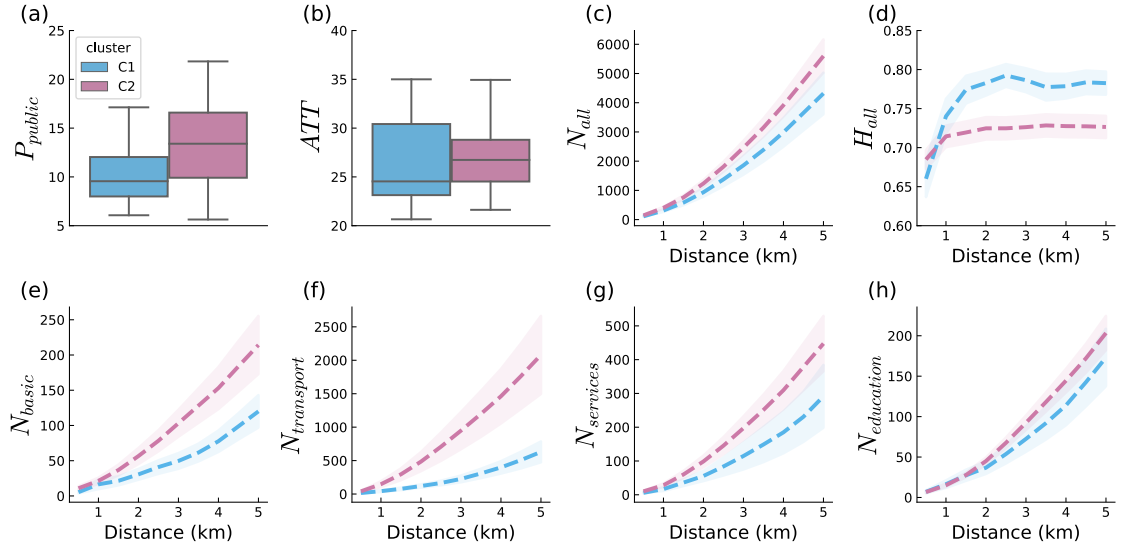 (a)
25
20
15
10
5
P_public
cluster
C1
C2
(b)
40
35
30
25
20
ATT
(c)
6000
5000
4000
3000
2000
1000
0
N_all
1 2 3 4 5
Distance (km)
(d)
0.85
0.80
0.75
0.70
0.65
0.60
H_all
1 2 3 4 5
Distance (km)
(e)
250
200
150
100
50
0
N_basic
1 2 3 4 5
Distance (km)
(f)
2500
2000
1500
1000
500
0
N_transport
1 2 3 4 5
Distance (km)
(g)
500
400
300
200
100
0
N_services
1 2 3 4 5
Distance (km)
(h)
200
150
100
50
0
N_education
1 2 3 4 5
Distance (km)